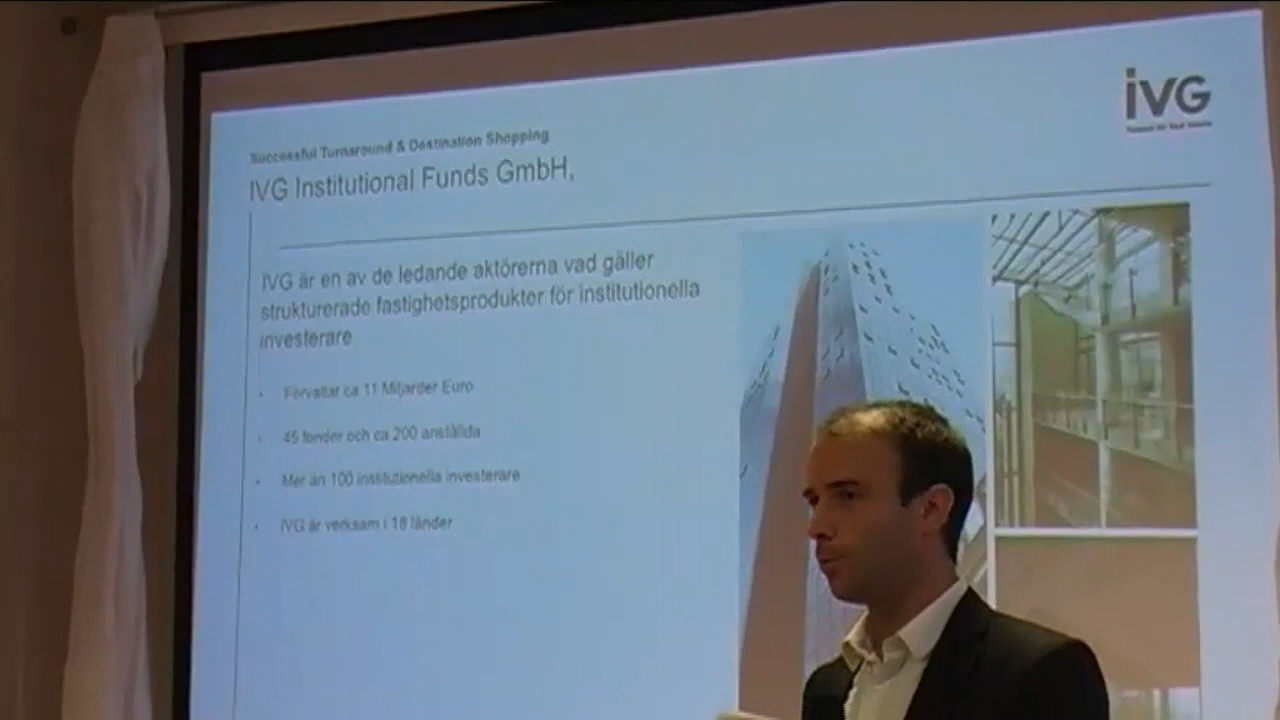 iVG
Successful Turnaround & Destination Shopping
IVG Institutional Funds GmbH,
IVG är en av de ledande aktörerna vad gäller
strukturerade fastighetsprodukter för institutionella
investerare
Förvaltar ca 11 Miljarder Euro
45 fonder och ca 200 anställda
Mer än 100 institutionella investerare
IVG är verksam i 18 länder